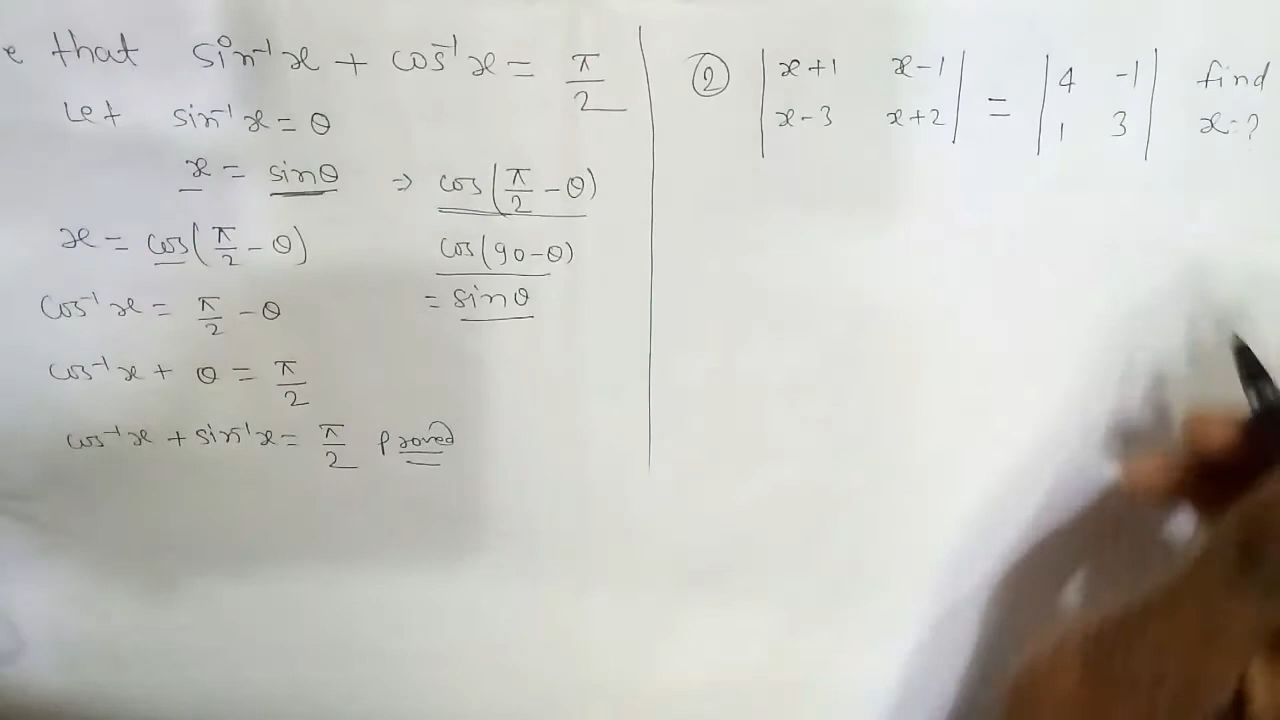 e that sin⁻¹x + cos⁻¹x = π/2
Let sin⁻¹x = θ
x = sinθ ⇒ cos(π/2 - θ)
x = cos(π/2 - θ)
cos(90-θ)
= sinθ
cos⁻¹x = π/2 - θ
cos⁻¹x + θ = π/2
cos⁻¹x + sin⁻¹x = π/2 proved
② |x+1 x-1| = |4 -1| find
|x-3 x+2| |1 3| x=?